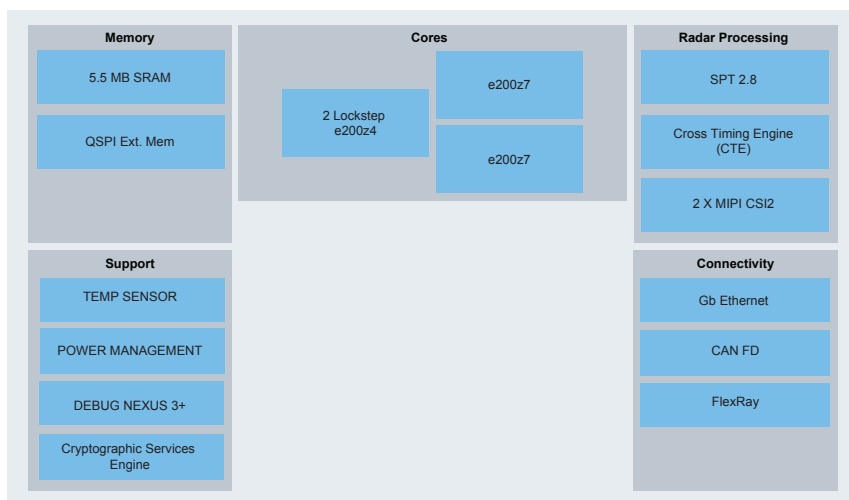 Memory
5.5 MB SRAM
QSPI Ext. Mem
Cores
2 Lockstep
e200z4
e200z7
e200z7
Radar Processing
SPT 2.8
Cross Timing Engine
(CTE)
2 X MIPI CSI2
Support
TEMP SENSOR
POWER MANAGEMENT
DEBUG NEXUS 3+
Cryptographic Services
Engine
Connectivity
Gb Ethernet
CAN FD
FlexRay